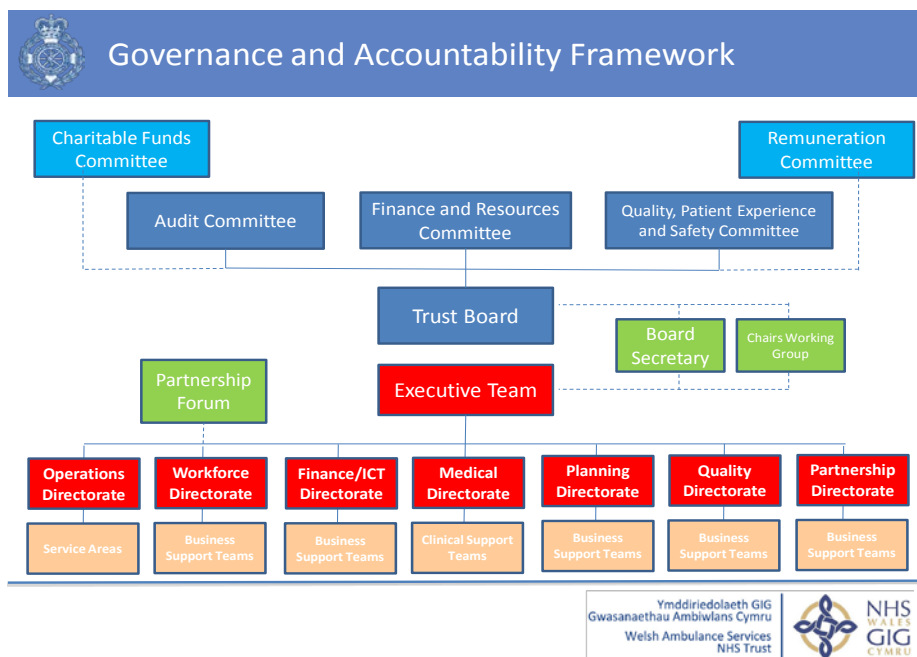 Governance and Accountability Framework
Charitable Funds
Committee
Remuneration
Committee
Audit Committee
Finance and Resources
Committee
Quality, Patient Experience
and Safety Committee
Trust Board
Board
Secretary
Chairs Working
Group
Partnership
Forum
Executive Team
Operations
Directorate
Workforce
Directorate
Finance/ICT
Directorate
Medical
Directorate
Planning
Directorate
Quality
Directorate
Partnership
Directorate
Service Areas
Business
Support Teams
Business
Support Teams
Clinical Support
Teams
Business
Support Teams
Business
Support Teams
Business
Support Teams
Ymddiriedolaeth GIG
Gwasanaethau Ambiwlans Cymru
Welsh Ambulance Services
NHS Trust
NHS
WALES
GIG
CYMRU